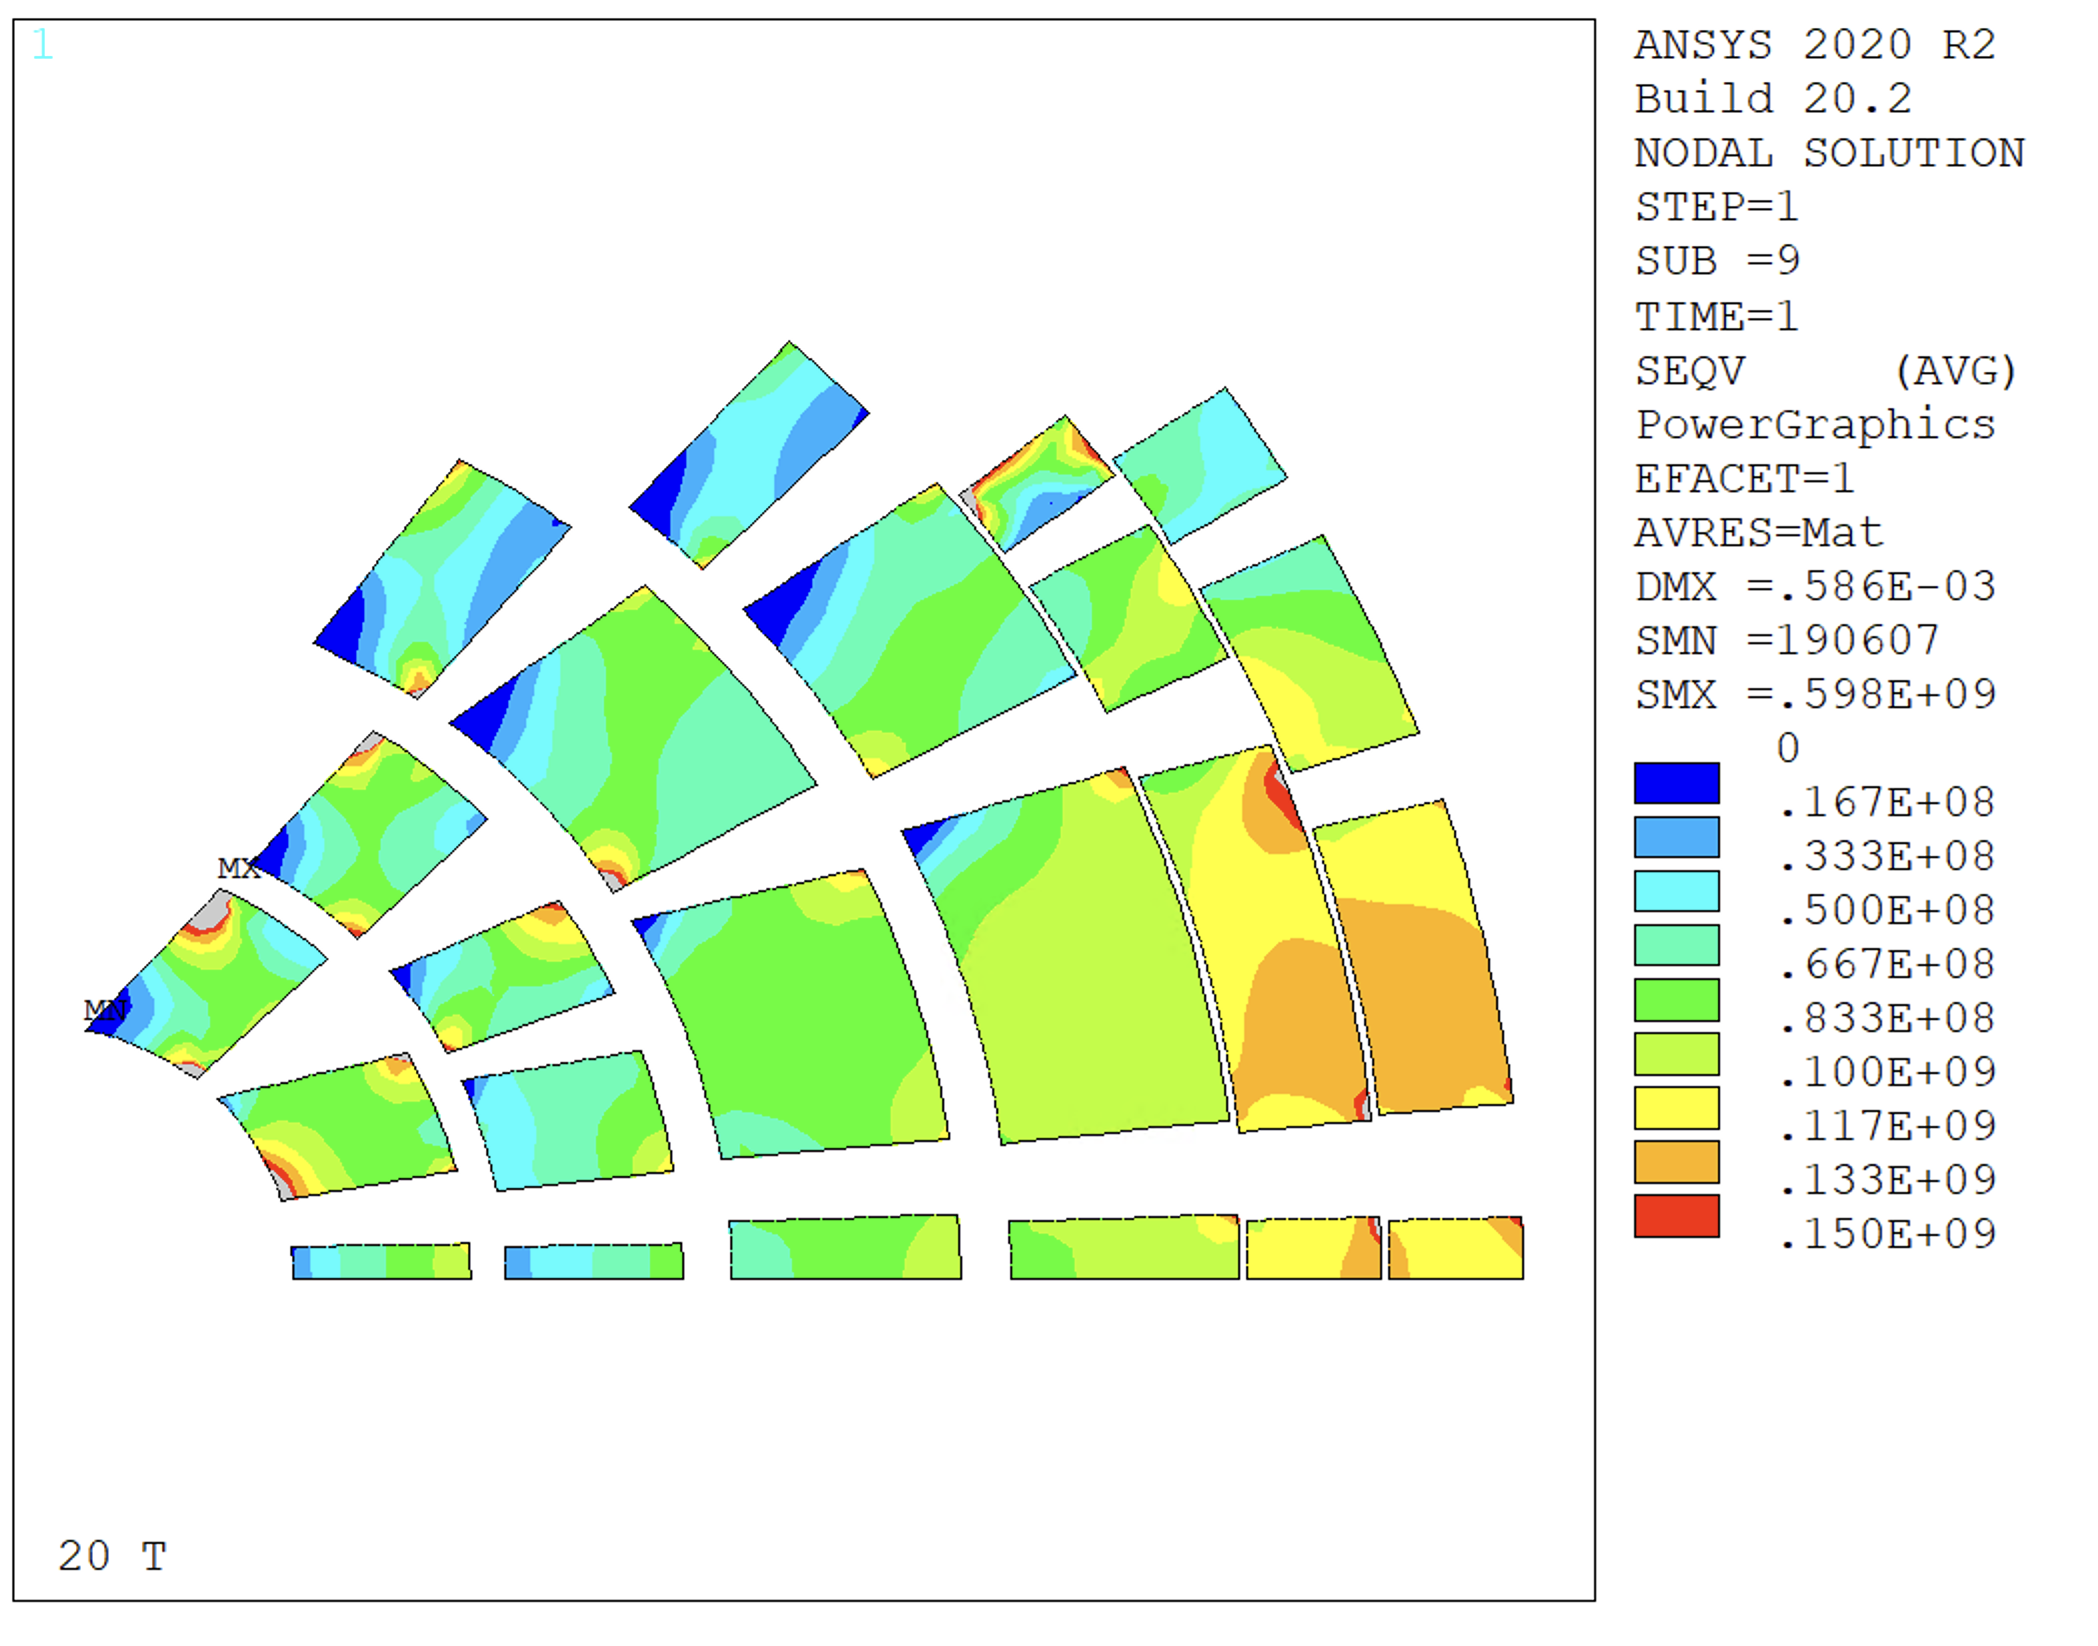 1
ANSYS 2020 R2
Build 20.2
NODAL SOLUTION
STEP=1
SUB =9
TIME=1
SEQV (AVG)
PowerGraphics
EFACET=1
AVRES=Mat
DMX =.586E-03
SMN =190607
SMX =.598E+09
0
.167E+08
.333E+08
.500E+08
.667E+08
.833E+08
.100E+09
.117E+09
.133E+09
.150E+09
MX
MN
20 T